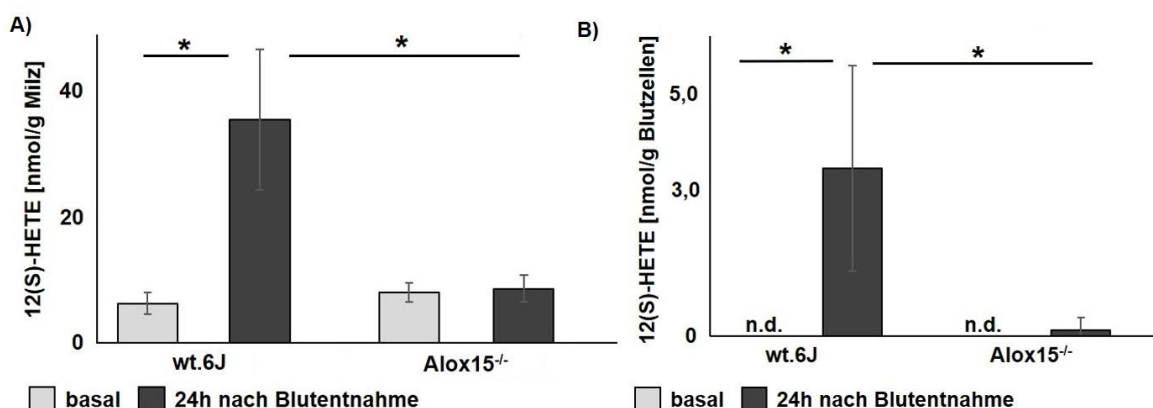 A)
12(S)-HETE [nmol/g Milz]
40
20
0
*
*
wt.6J
Alox15-/-
basal
24h nach Blutentnahme
B)
12(S)-HETE [nmol/g Blutzellen]
5,0
3,0
0
*
*
n.d.
n.d.
wt.6J
Alox15-/-
basal
24h nach Blutentnahme